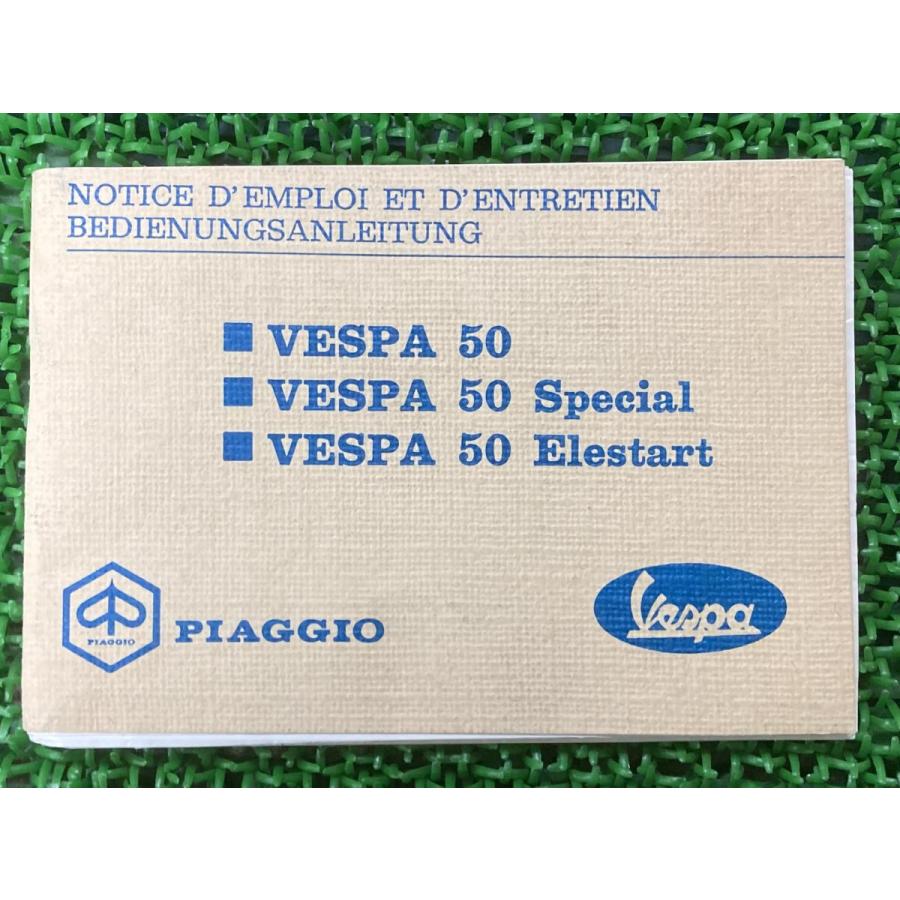 NOTICE D'EMPLOI ET D'ENTRETIEN
BEDIENUNGSANLEITUNG
VESPA 50
VESPA 50 Special
VESPA 50 Elestart
PIAGGIO
PIAGGIO
Vespa